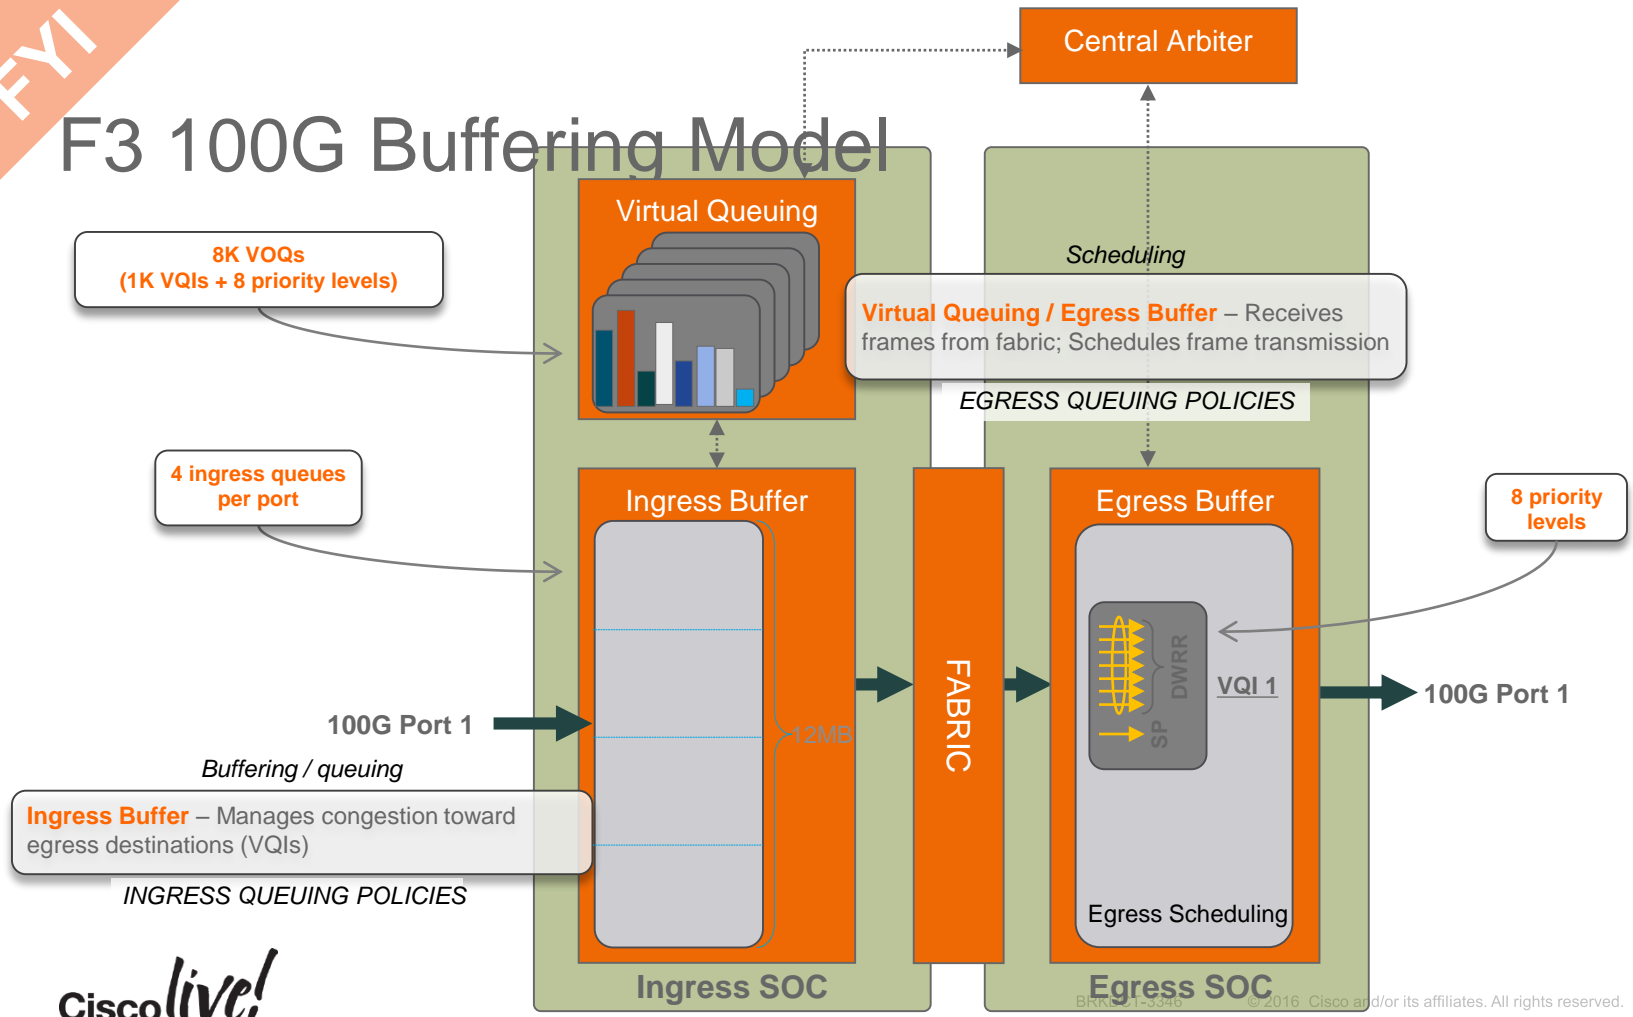 FYI
Central Arbiter
F3 100G Buffering Model
Virtual Queuing
8K VOQs
(1K VQIs + 8 priority levels)
Scheduling
Virtual Queuing / Egress Buffer – Receives
frames from fabric; Schedules frame transmission
EGRESS QUEUING POLICIES
4 ingress queues
per port
Ingress Buffer
Egress Buffer
8 priority
levels
DWRR
SP
VQI 1
FABRIC
12MB
100G Port 1
100G Port 1
Buffering / queuing
Ingress Buffer – Manages congestion toward
egress destinations (VQIs)
INGRESS QUEUING POLICIES
Egress Scheduling
Ingress SOC
Egress SOC
Cisco live!
BRKDCT-3346
© 2016 Cisco and/or its affiliates. All rights reserved.